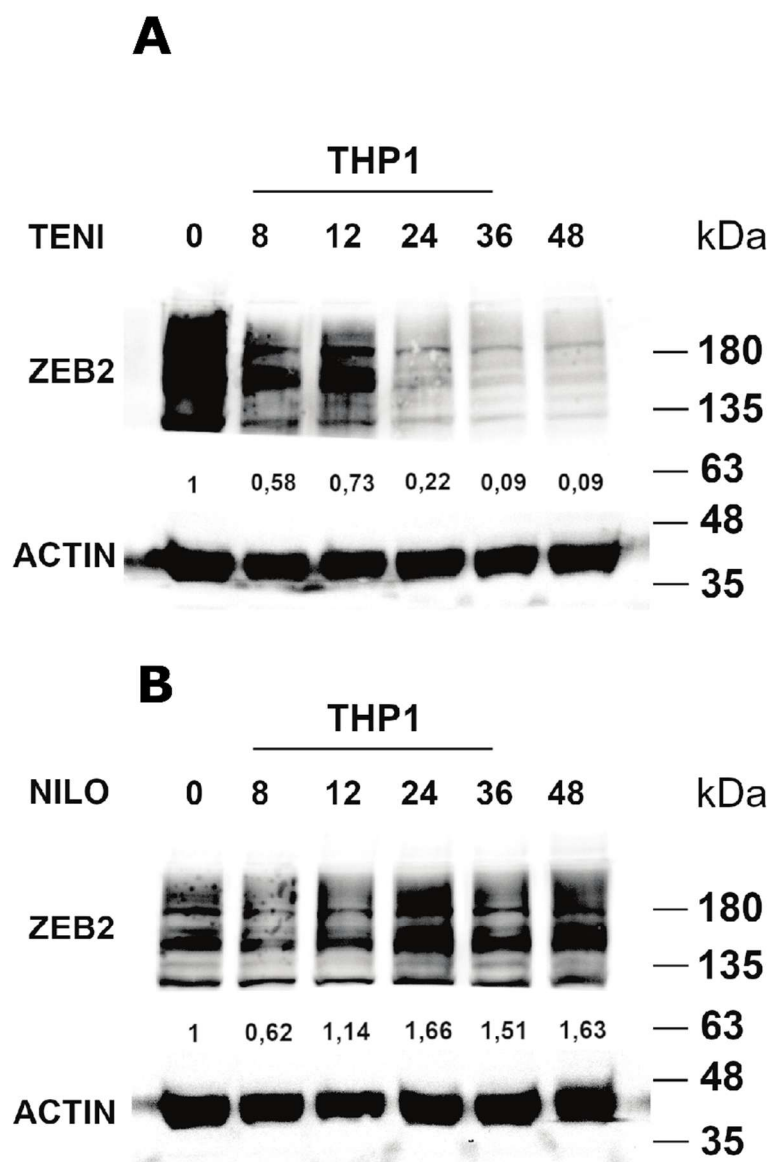 A
THP1
TENI 0 8 12 24 36 48 kDa
180
ZEB2
135
63
1 0,58 0,73 0,22 0,09 0,09
48
ACTIN
35
B
THP1
NILO 0 8 12 24 36 48 kDa
180
ZEB2
135
63
1 0,62 1,14 1,66 1,51 1,63
48
ACTIN
35